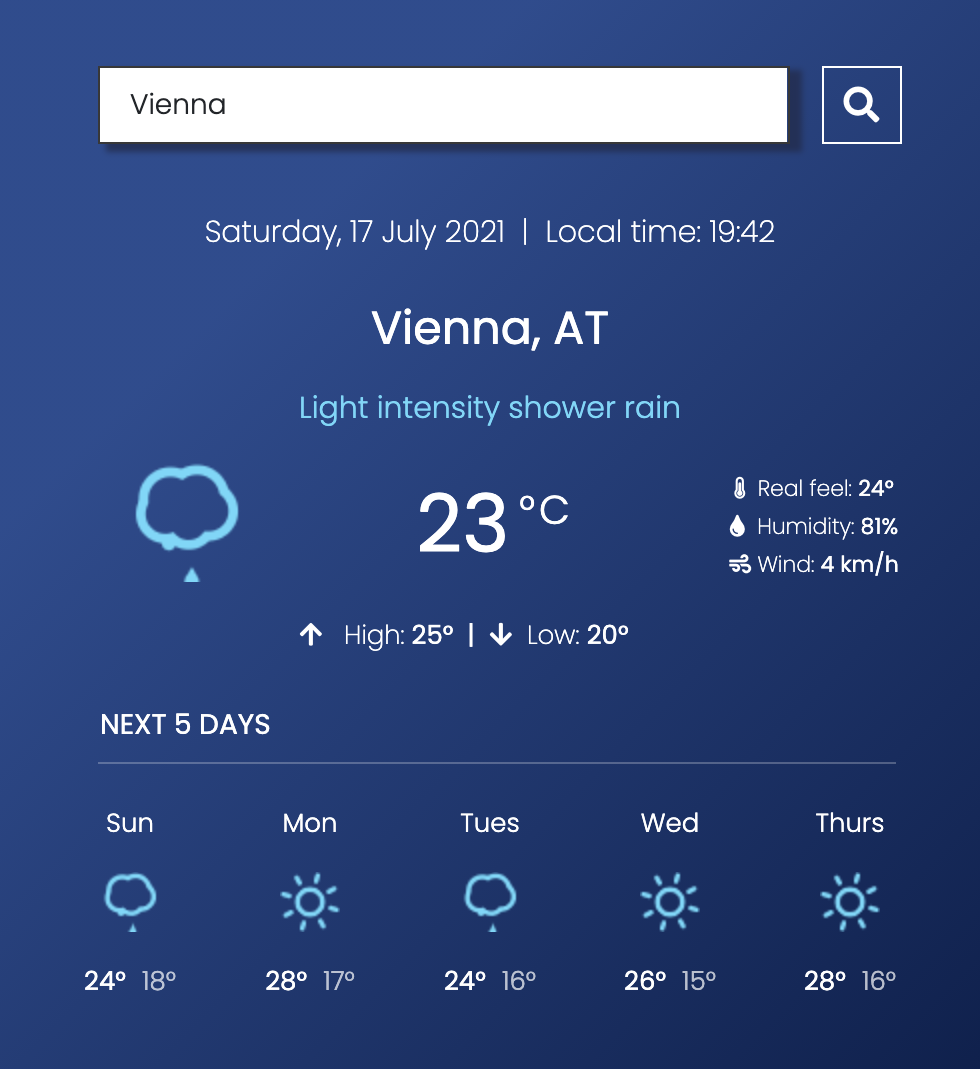 Vienna
Saturday, 17 July 2021 | Local time: 19:42
Vienna, AT
Light intensity shower rain
23 °C
Real feel: 24°
Humidity: 81%
Wind: 4 km/h
High: 25° | Low: 20°
NEXT 5 DAYS
Sun Mon Tues Wed Thurs
24° 18° 28° 17° 24° 16° 26° 15° 28° 16°